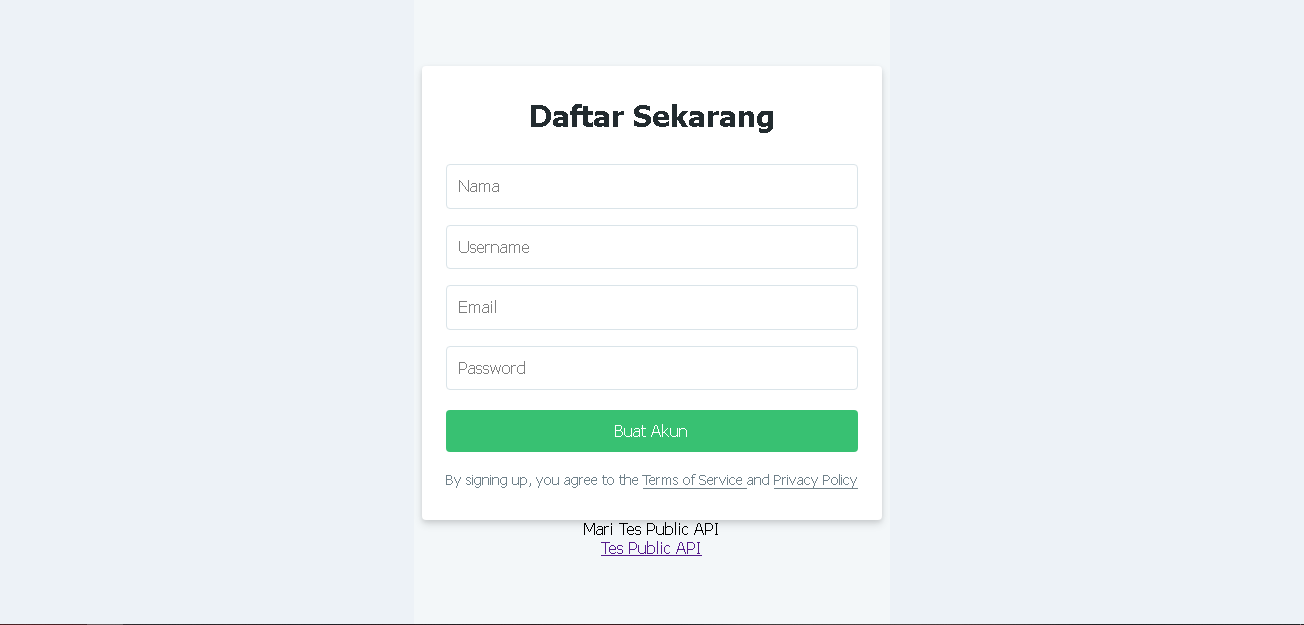 Daftar Sekarang
Nama
Username
Email
Password
Buat Akun
By signing up, you agree to the Terms of Service and Privacy Policy
Mari Tes Public API
Tes Public API